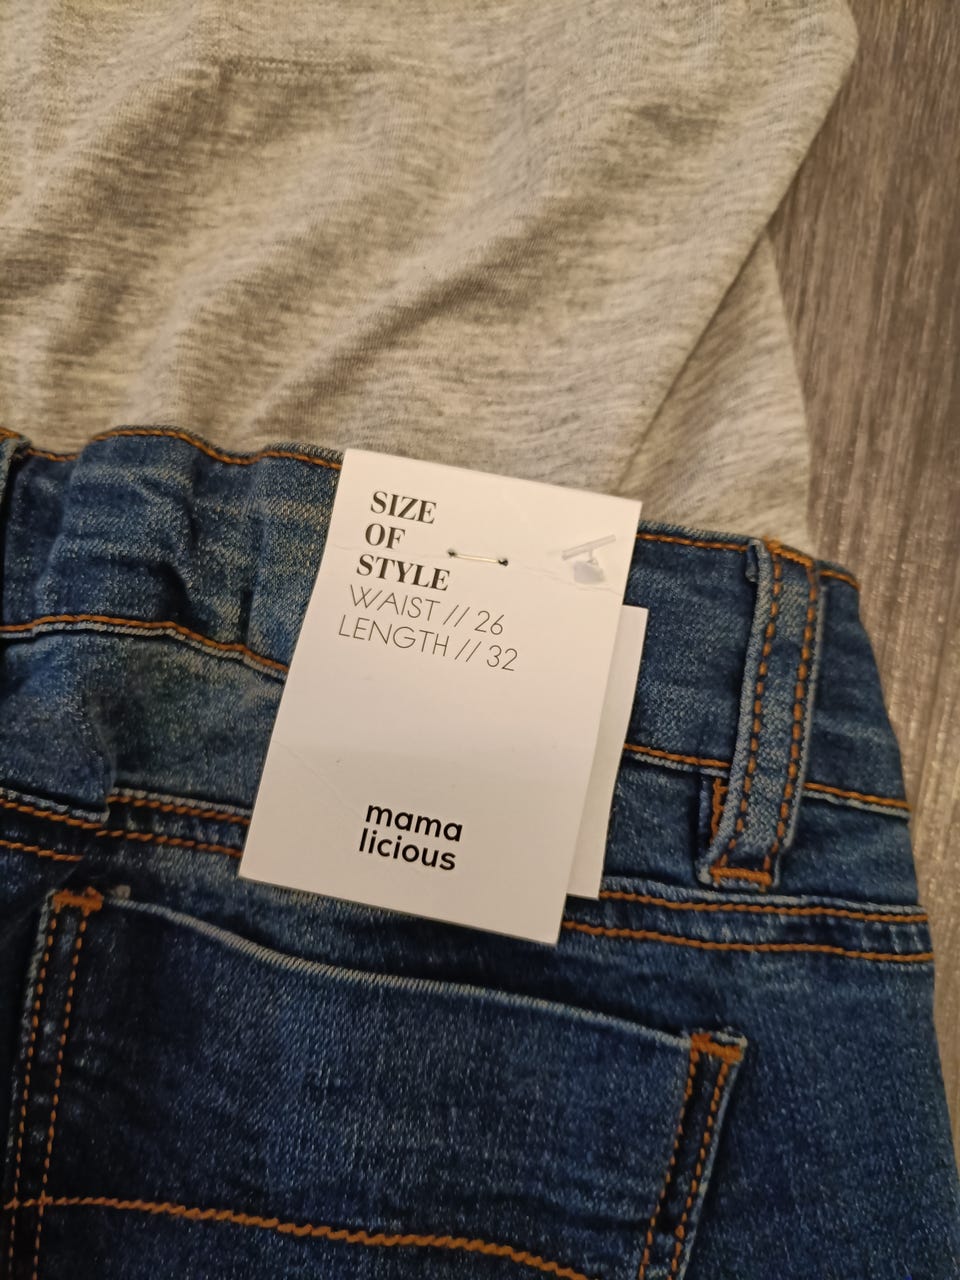 SIZE
OF
STYLE
WAIST // 26
LENGTH // 32
mama
licious